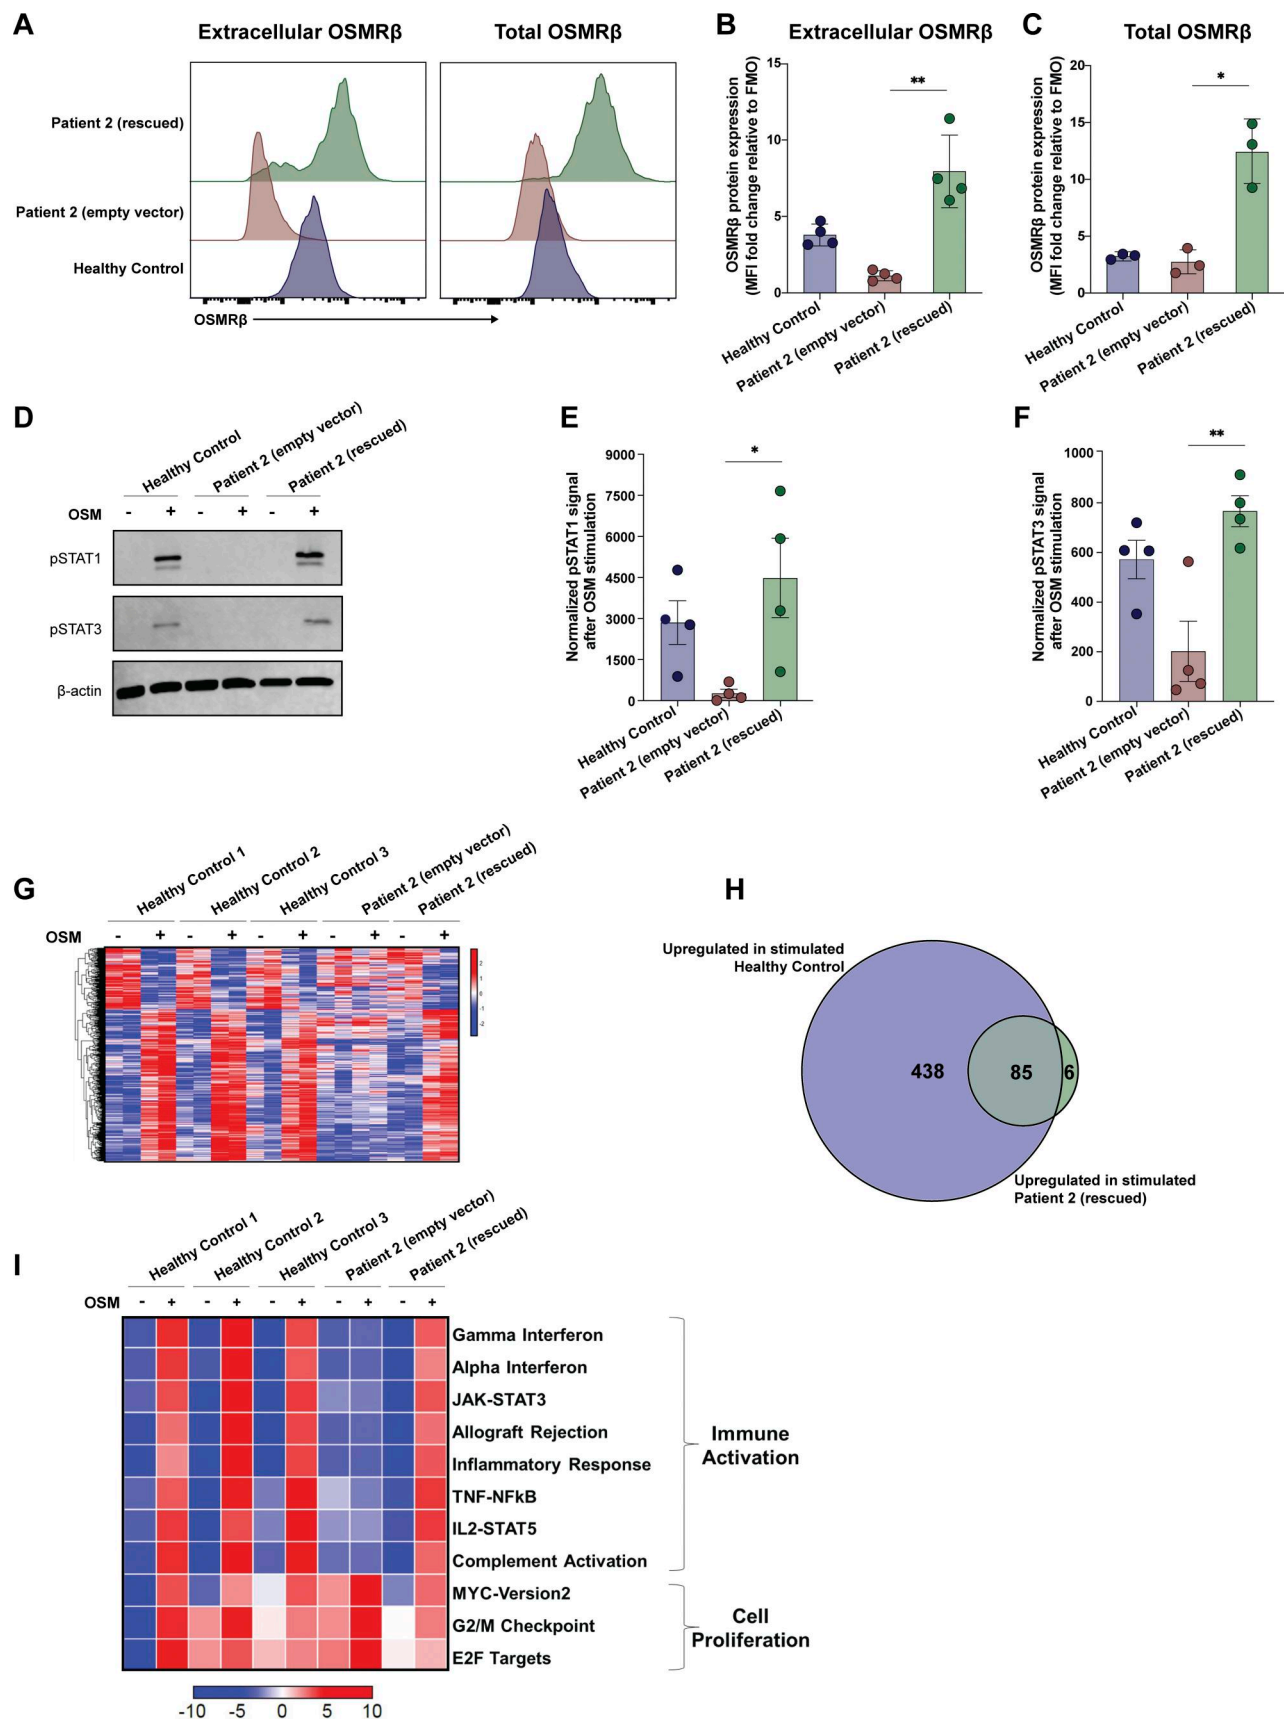 A
Extracellular OSMRβ
Total OSMRβ
Patient 2 (rescued)
Patient 2 (empty vector)
Healthy Control
OSMRβ
B
Extracellular OSMRβ
OSMRβ protein expression
(MFI fold change relative to FMO)
15
10
5
0
**
Healthy Control
Patient 2 (empty vector)
Patient 2 (rescued)
C
Total OSMRβ
OSMRβ protein expression
(MFI fold change relative to FMO)
20
15
10
5
0
*
Healthy Control
Patient 2 (empty vector)
Patient 2 (rescued)
D
Healthy Control
Patient 2 (empty vector)
Patient 2 (rescued)
OSM - + - + - +
pSTAT1
pSTAT3
β-actin
E
Normalized pSTAT1 signal
after OSM stimulation
9000
7500
6000
4500
3000
1500
0
*
Healthy Control
Patient 2 (empty vector)
Patient 2 (rescued)
F
Normalized pSTAT3 signal
after OSM stimulation
1000
800
600
400
200
0
**
Healthy Control
Patient 2 (empty vector)
Patient 2 (rescued)
G
Healthy Control 1
Healthy Control 2
Healthy Control 3
Patient 2 (empty vector)
Patient 2 (rescued)
OSM - + - + - + - + - +
2
1
0
-1
-2
H
Upregulated in stimulated
Healthy Control
438
85
6
Upregulated in stimulated
Patient 2 (rescued)
I
Healthy Control 1
Healthy Control 2
Healthy Control 3
Patient 2 (empty vector)
Patient 2 (rescued)
OSM - + - + - + - + - +
Gamma Interferon
Alpha Interferon
JAK-STAT3
Allograft Rejection
Inflammatory Response
TNF-NFkB
IL2-STAT5
Complement Activation
MYC-Version2
G2/M Checkpoint
E2F Targets
Immune
Activation
Cell
Proliferation
-10 -5 0 5 10